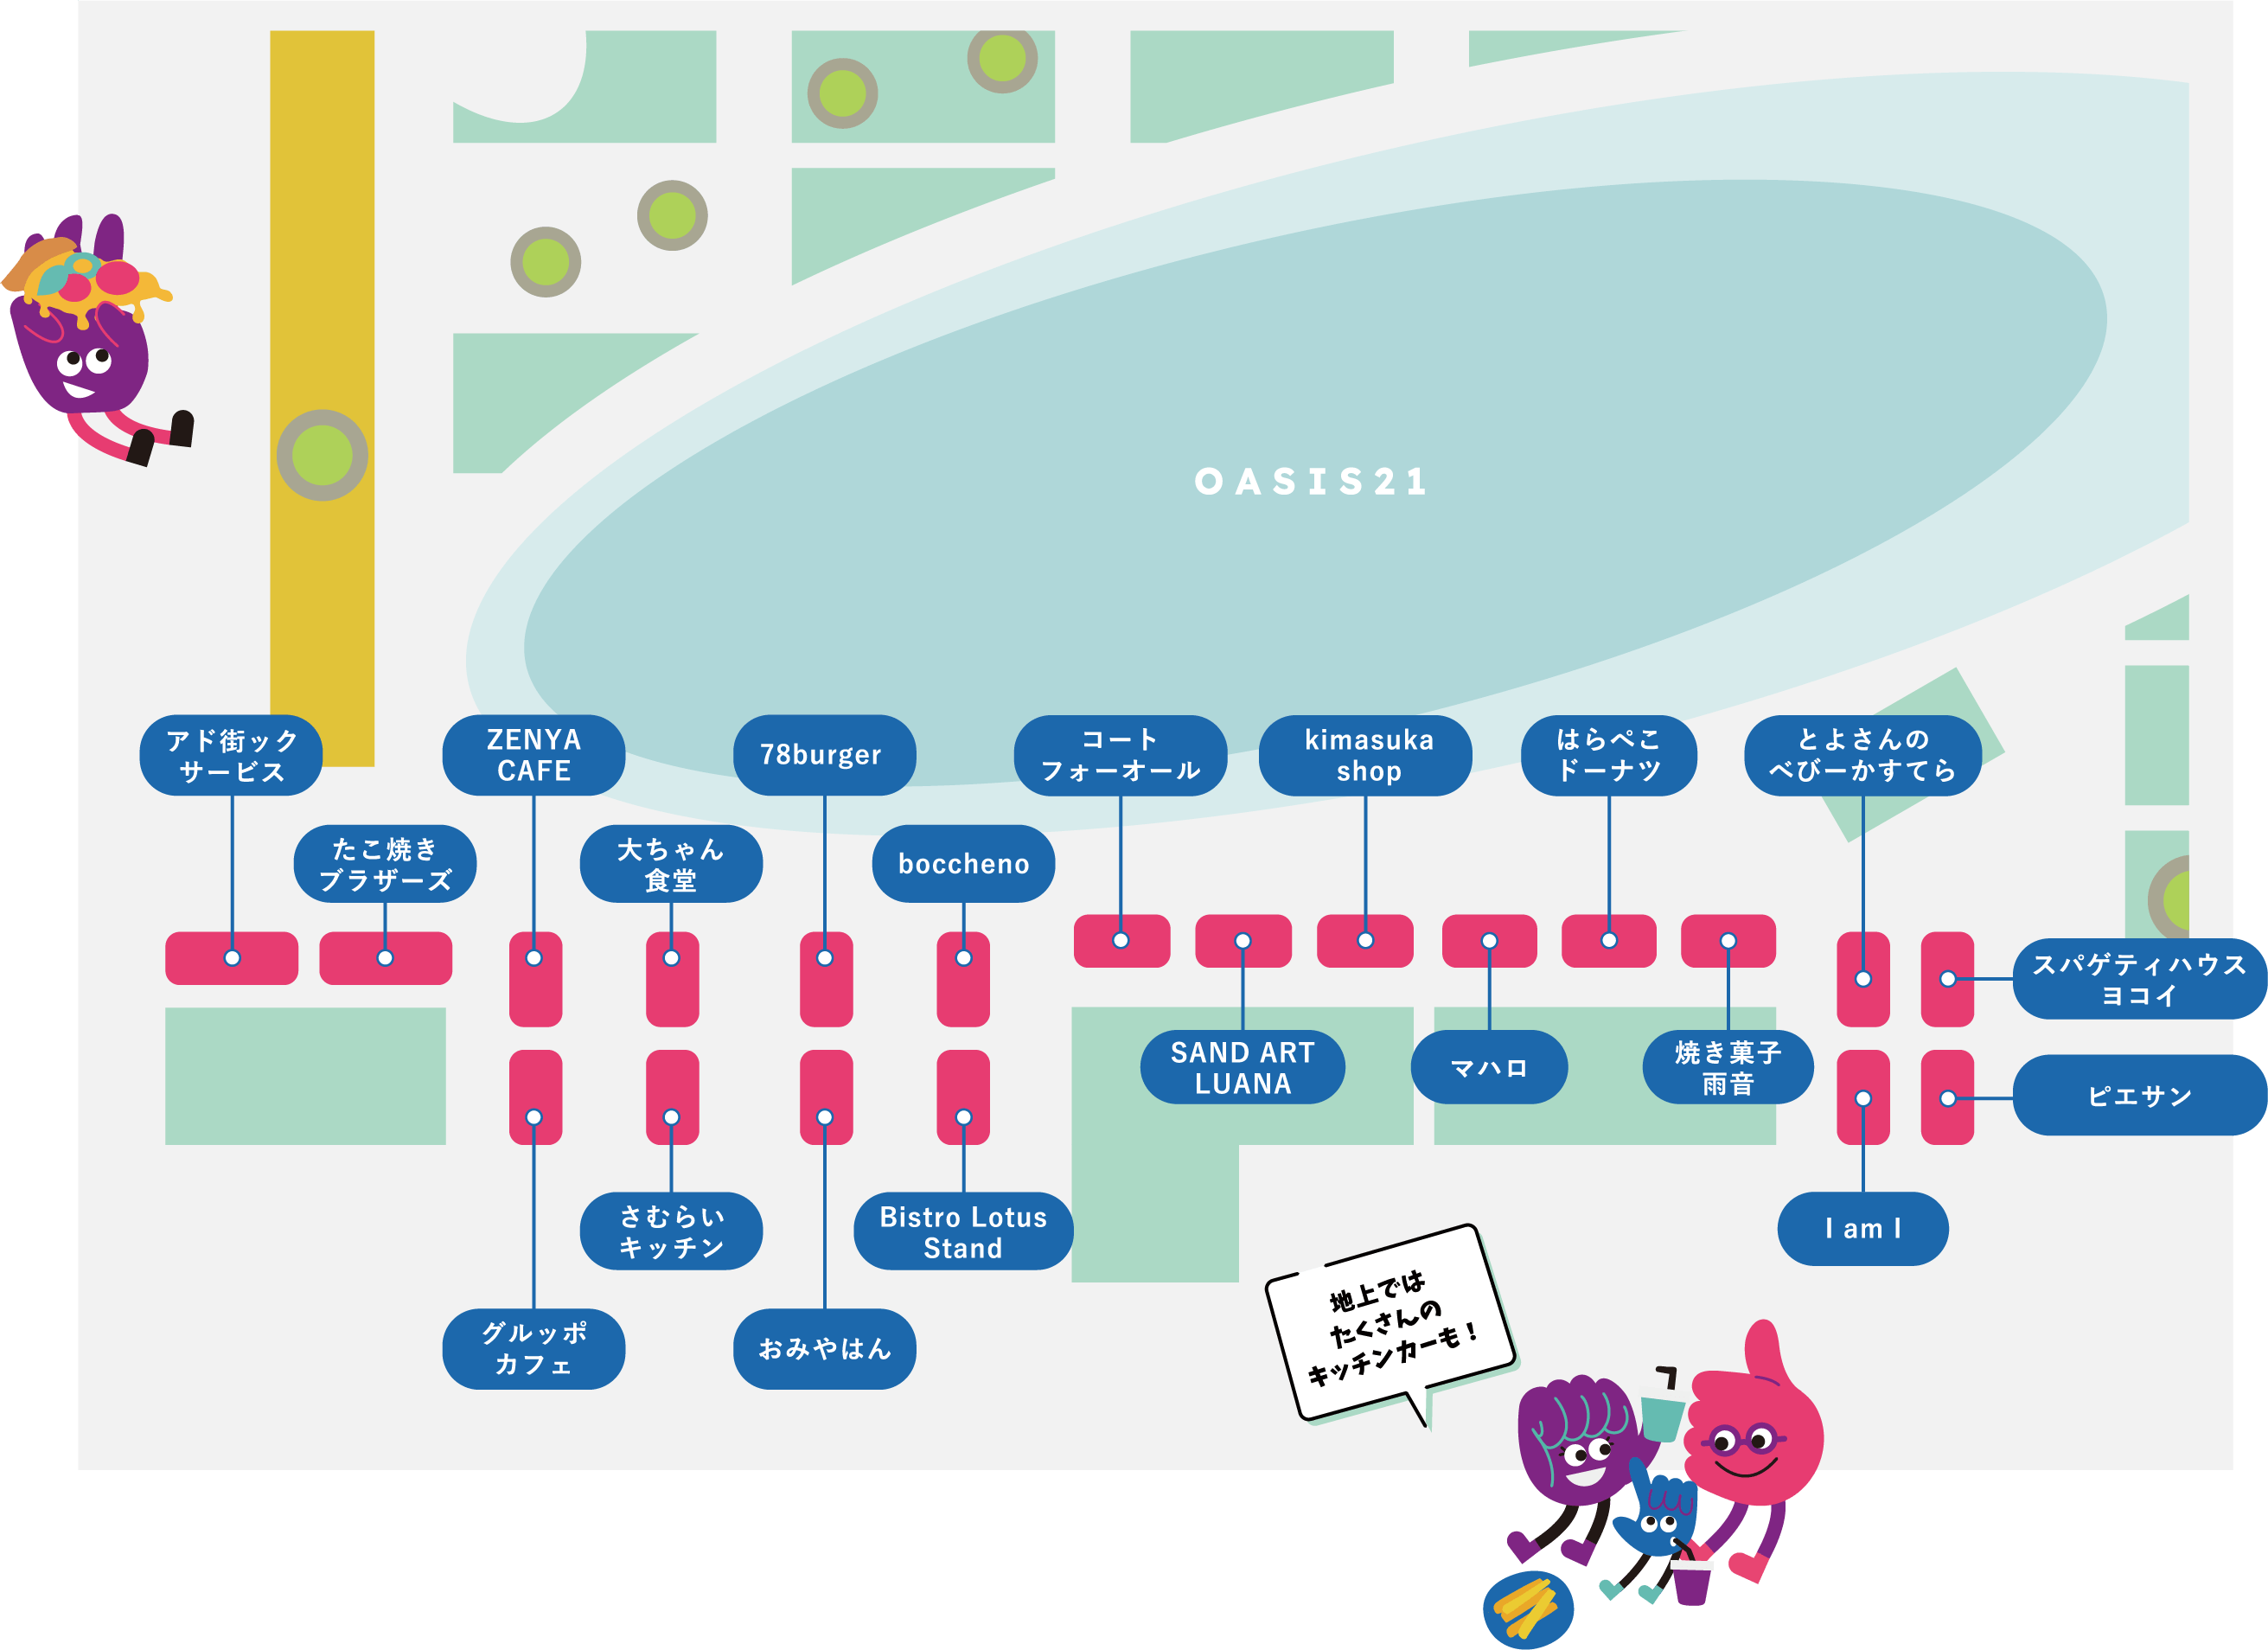 OASIS21
アド街ック
サービス
ZENYA
CAFE
78burger
コート
フォーオール
kimasuka
shop
はらぺこ
ドーナツ
とよさんの
べびーかすてら
たこ焼き
ブラザーズ
大ちゃん
食堂
boccheno
スパゲティハウス
ヨコイ
SAND ART
LUANA
マハロ
焼き菓子
雨音
ピエサン
さむらい
キッチン
Bistro Lotus
Stand
I am I
グルッポ
カフェ
おみやはん
地上では
たくさんの
キッチンカーも！